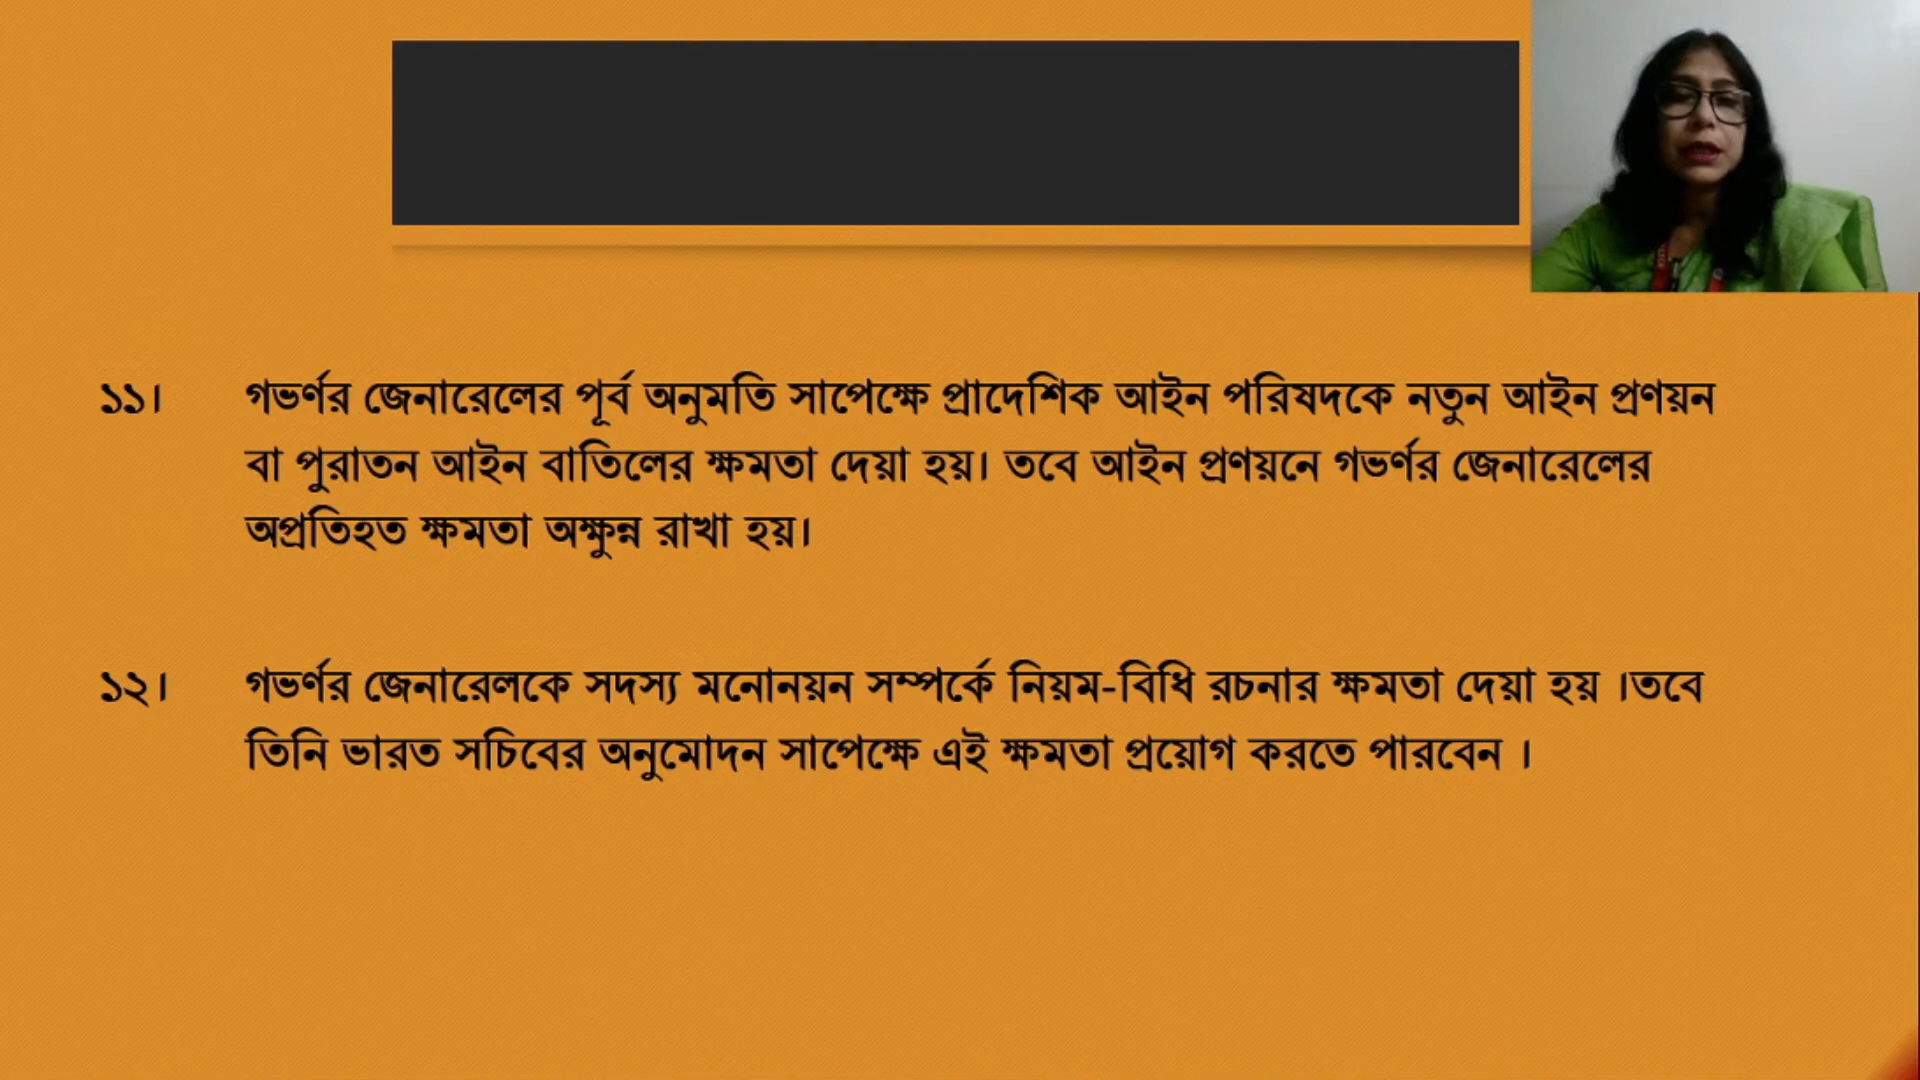 ১১। গভর্ণর জেনারেলের পূর্ব অনুমতি সাপেক্ষে প্রাদেশিক আইন পরিষদকে নতুন আইন প্রণয়ন
বা পুরাতন আইন বাতিলের ক্ষমতা দেয়া হয়। তবে আইন প্রণয়নে গভর্ণর জেনারেলের
অপ্রতিহত ক্ষমতা অক্ষুন্ন রাখা হয়।
১২। গভর্ণর জেনারেলকে সদস্য মনোনয়ন সম্পর্কে নিয়ম-বিধি রচনার ক্ষমতা দেয়া হয় ।তবে
তিনি ভারত সচিবের অনুমোদন সাপেক্ষে এই ক্ষমতা প্রয়োগ করতে পারবেন ।